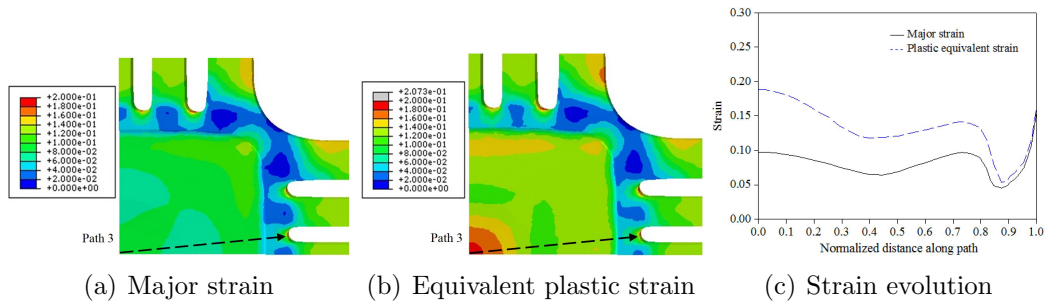 +2.000e-01
+1.800e-01
+1.600e-01
+1.400e-01
+1.200e-01
+1.000e-01
+8.000e-02
+6.000e-02
+4.000e-02
+2.000e-02
+0.000e+00
Path 3
(a) Major strain
+2.073e-01
+2.000e-01
+1.800e-01
+1.600e-01
+1.400e-01
+1.200e-01
+1.000e-01
+8.000e-02
+6.000e-02
+4.000e-02
+2.000e-02
+0.000e+00
Path 3
(b) Equivalent plastic strain
Strain
0.30
0.25
0.20
0.15
0.10
0.05
0.00
Major strain
Plastic equivalent strain
0.0 0.1 0.2 0.3 0.4 0.5 0.6 0.7 0.8 0.9 1.0
Normalized distance along path
(c) Strain evolution